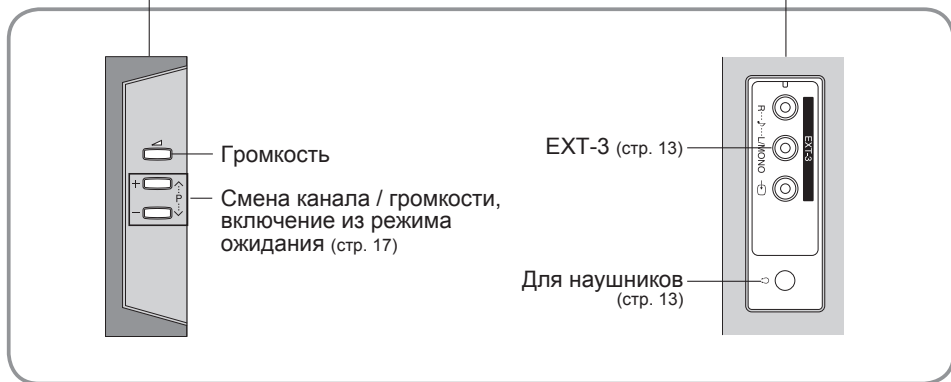 Громкость
+
P
−
Смена канала / громкости,
включение из режима
ожидания (стр. 17)
EXT-3 (стр. 13)
R
L/MONO
EXT-3
Для наушников
(стр. 13)